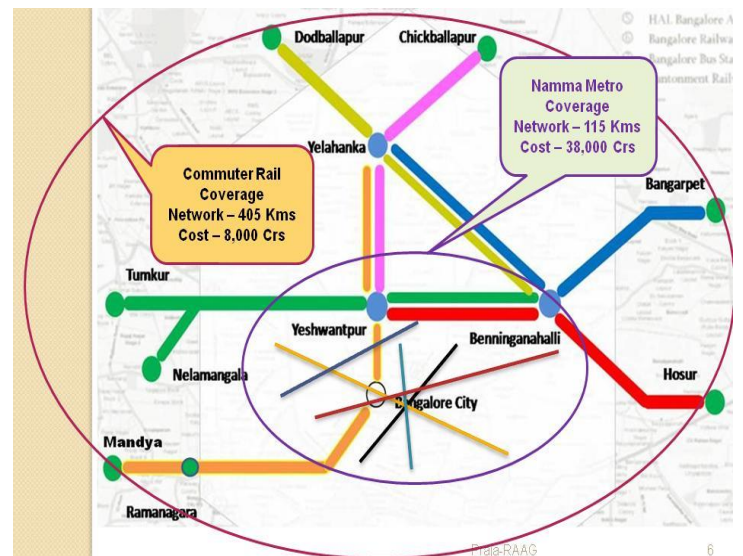 HAL Bangalore A
Bangalore Railwa
Bangalore Bus Sta
antonment Rail
Dodballapur
Chickballapur
Namma Metro
Coverage
Network – 115 Kms
Cost – 38,000 Crs
Yelahanka
Commuter Rail
Coverage
Network – 405 Kms
Cost – 8,000 Crs
Bangarpet
Tumkur
Yeshwantpur
Benninganahalli
Nelamangala
Hosur
Bangalore City
Mandya
Ramanagara
Praja-RAAG
6